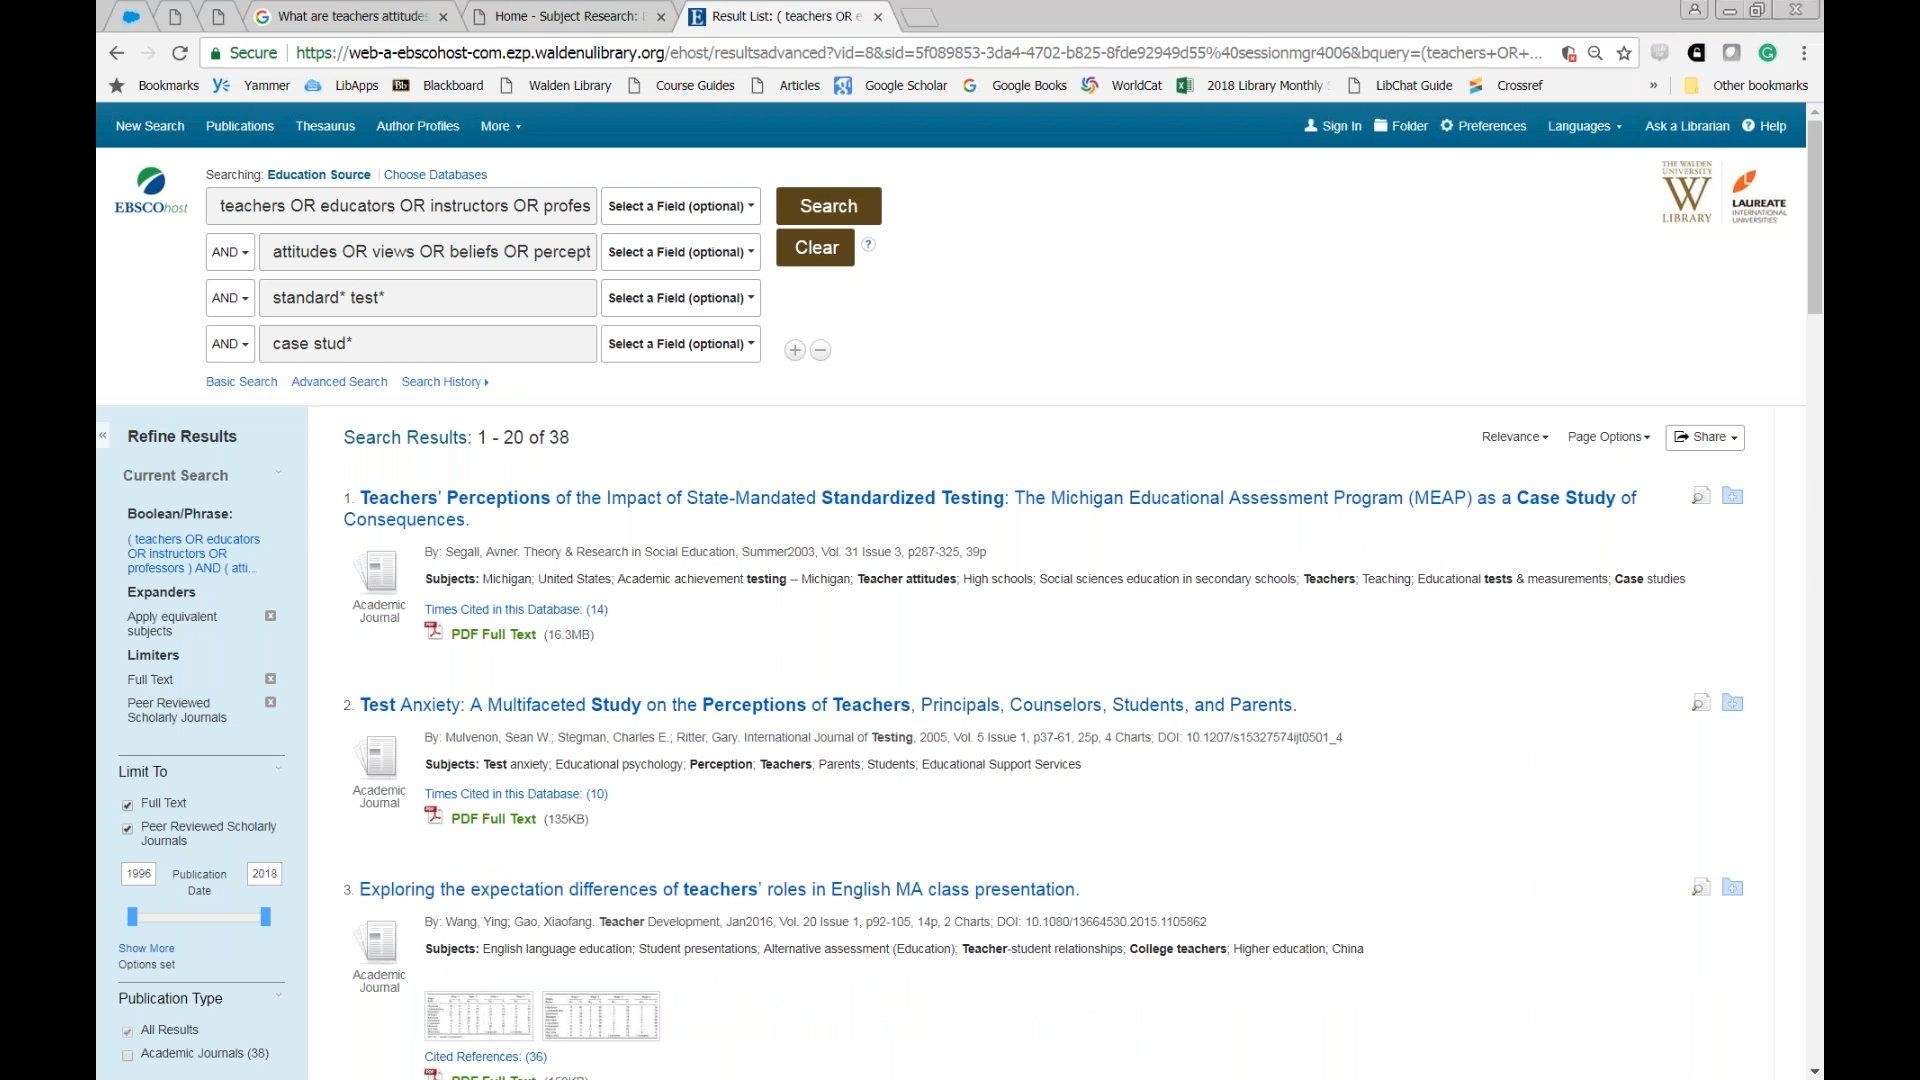 What are teachers attitudes
Home - Subject Research:
Result List: ( teachers OR e
Secure
https://web-a-ebscohost-com.ezp.waldenulibrary.org/ehost/resultsadvanced?vid=8&sid=5f089853-3da4-4702-b825-8fde92949d55%40sessionmgr4006&bquery=(teachers+OR+...
Bookmarks Yammer LibApps Bb Blackboard Walden Library Course Guides Articles Google Scholar Google Books WorldCat 2018 Library Monthly LibChat Guide Crossref » Other bookmarks
New Search Publications Thesaurus Author Profiles More Sign In Folder Preferences Languages Ask a Librarian Help
Searching: Education Source Choose Databases
EBSCOhost
teachers OR educators OR instructors OR profes Select a Field (optional) Search
AND attitudes OR views OR beliefs OR percept Select a Field (optional) Clear ?
AND standard* test* Select a Field (optional)
AND case stud* Select a Field (optional)
Basic Search Advanced Search Search History
THE WALDEN
UNIVERSITY
W
LIBRARY
LAUREATE
INTERNATIONAL
UNIVERSITIES
«
Refine Results
Current Search
Boolean/Phrase:
( teachers OR educators
OR instructors OR
professors ) AND ( atti...
Expanders
Apply equivalent
subjects
Limiters
Full Text
Peer Reviewed
Scholarly Journals
Limit To
Full Text
Peer Reviewed Scholarly
Journals
1996 Publication 2018
Date
Show More
Options set
Publication Type
All Results
Academic Journals (38)
Search Results: 1 - 20 of 38
Relevance Page Options Share
1. Teachers' Perceptions of the Impact of State-Mandated Standardized Testing: The Michigan Educational Assessment Program (MEAP) as a Case Study of
Consequences.
By: Segall, Avner. Theory & Research in Social Education, Summer2003, Vol. 31 Issue 3, p287-325, 39p
Subjects: Michigan; United States; Academic achievement testing -- Michigan; Teacher attitudes; High schools; Social sciences education in secondary schools; Teachers; Teaching; Educational tests & measurements; Case studies
Academic
Journal
Times Cited in this Database: (14)
PDF Full Text (16.3MB)
2. Test Anxiety: A Multifaceted Study on the Perceptions of Teachers, Principals, Counselors, Students, and Parents.
By: Mulvenon, Sean W.; Stegman, Charles E.; Ritter, Gary. International Journal of Testing, 2005, Vol. 5 Issue 1, p37-61, 25p, 4 Charts; DOI: 10.1207/s15327574ijt0501_4
Subjects: Test anxiety; Educational psychology; Perception; Teachers; Parents; Students; Educational Support Services
Academic
Journal
Times Cited in this Database: (10)
PDF Full Text (135KB)
3. Exploring the expectation differences of teachers' roles in English MA class presentation.
By: Wang, Ying; Gao, Xiaofang. Teacher Development, Jan2016, Vol. 20 Issue 1, p92-105, 14p, 2 Charts; DOI: 10.1080/13664530.2015.1105862
Subjects: English language education; Student presentations; Alternative assessment (Education); Teacher-student relationships; College teachers; Higher education; China
Academic
Journal
Cited References: (36)
PDF Full Text